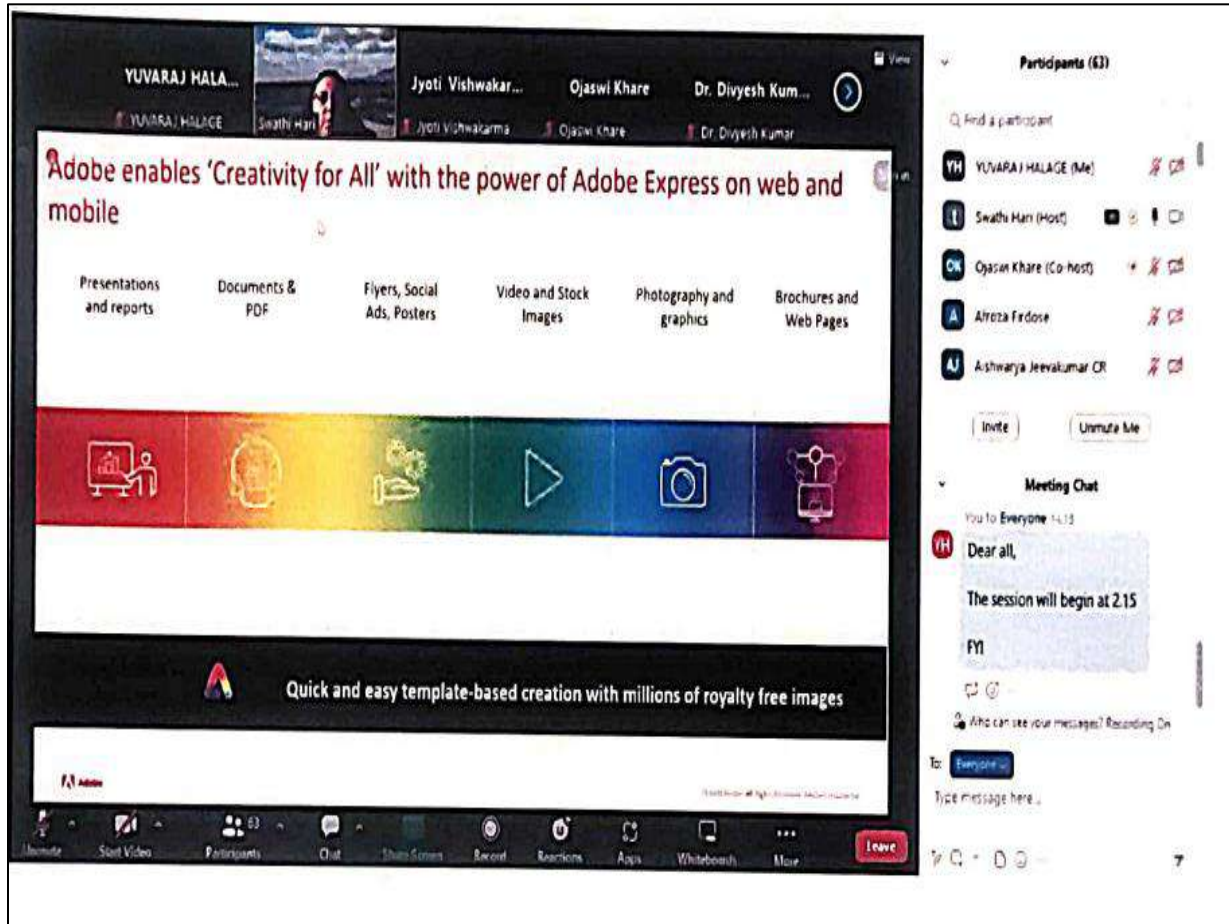 YUVARAJ HALA...
Jyoti Vishwakar...
Ojaswi Khare
Dr. Divyesh Kum...
View
YUVARAJ HALAGE
Swathi Hari
Jyoti Vishwakarma
Ojaswi Khare
Dr. Divyesh Kumar
Adobe enables ‘Creativity for All’ with the power of Adobe Express on web and
mobile
Presentations
and reports
Documents &
PDF
Flyers, Social
Ads, Posters
Video and Stock
Images
Photography and
graphics
Brochures and
Web Pages
Quick and easy template-based creation with millions of royalty free images
Adobe
Unmute
Start Video
Participants
63
Chat
Share Screen
Record
Reactions
Apps
Whiteboards
More
Leave
Participants (63)
Find a participant
YH YUVARAJ HALAGE (Me)
t Swathi Hari (Host)
OK Ojaswi Khare (Co-host)
A Afroza Firdose
AJ Aishwarya Jeevakumar CR
Invite
Unmute Me
Meeting Chat
You to Everyone
YH
Dear all,
The session will begin at 2.15
FYI
Who can see your messages? Recording On
To: Everyone
Type message here...
7